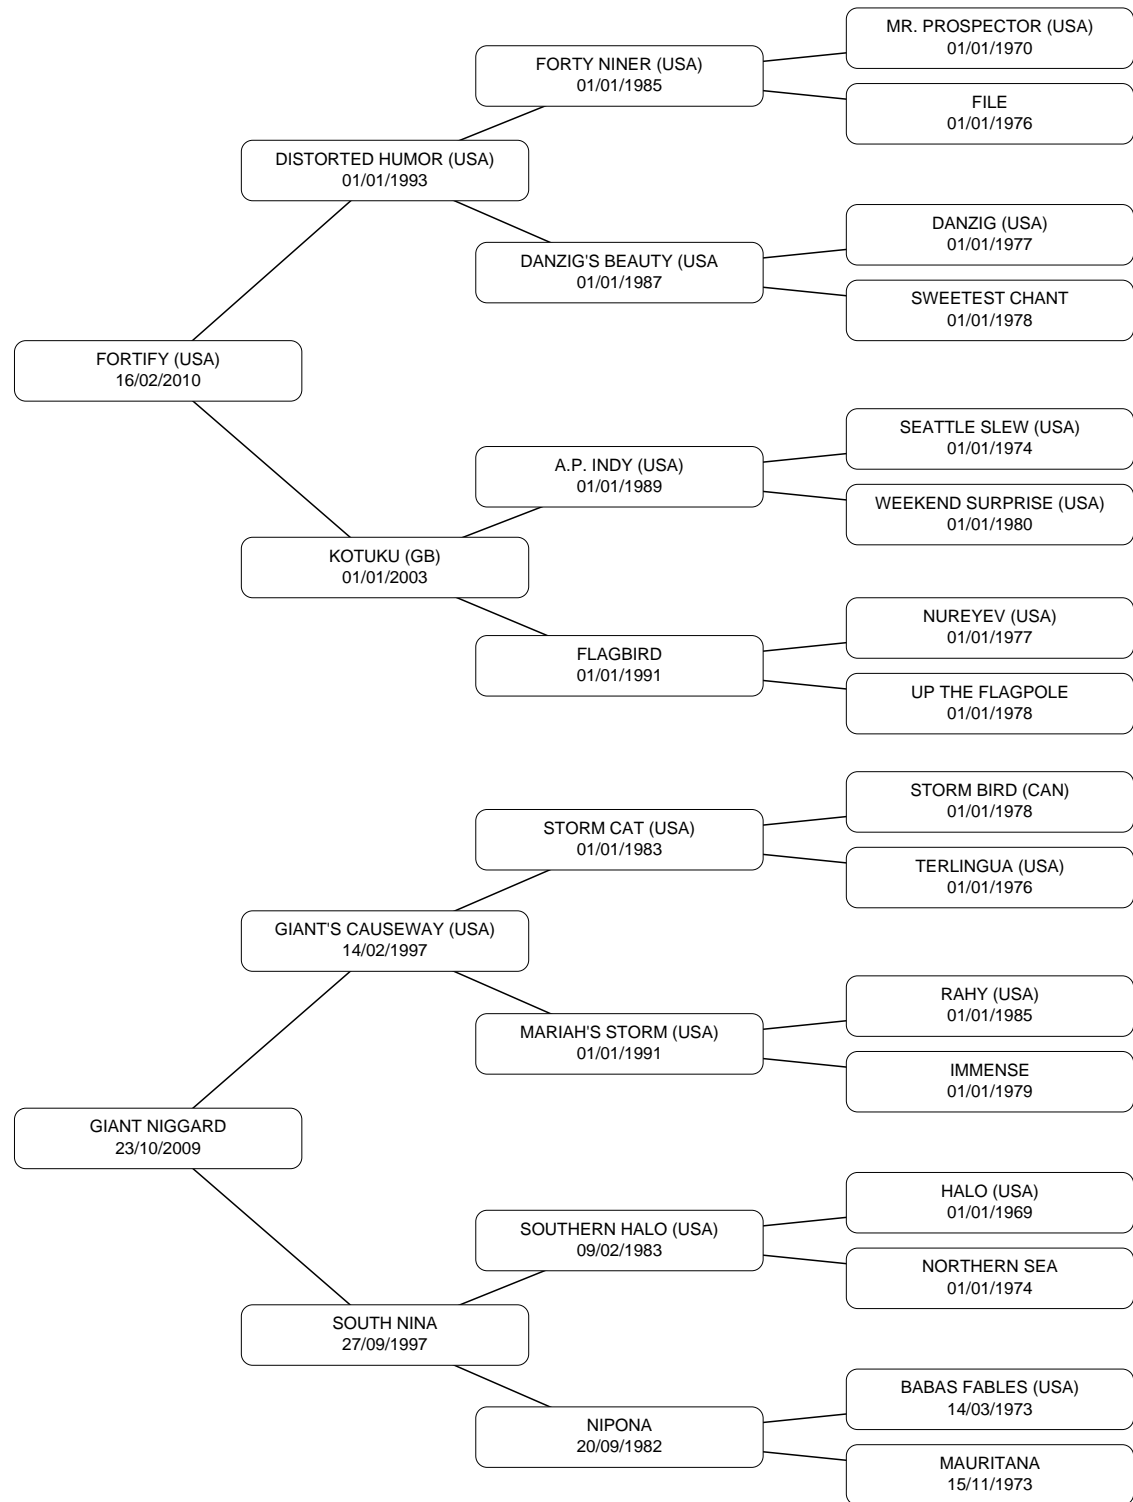 MR. PROSPECTOR (USA)
01/01/1970
FORTY NINER (USA)
01/01/1985
FILE
01/01/1976
DISTORTED HUMOR (USA)
01/01/1993
DANZIG (USA)
01/01/1977
DANZIG'S BEAUTY (USA
01/01/1987
SWEETEST CHANT
01/01/1978
FORTIFY (USA)
16/02/2010
SEATTLE SLEW (USA)
01/01/1974
A.P. INDY (USA)
01/01/1989
WEEKEND SURPRISE (USA)
01/01/1980
KOTUKU (GB)
01/01/2003
NUREYEV (USA)
01/01/1977
FLAGBIRD
01/01/1991
UP THE FLAGPOLE
01/01/1978
STORM BIRD (CAN)
01/01/1978
STORM CAT (USA)
01/01/1983
TERLINGUA (USA)
01/01/1976
GIANT'S CAUSEWAY (USA)
14/02/1997
RAHY (USA)
01/01/1985
MARIAH'S STORM (USA)
01/01/1991
IMMENSE
01/01/1979
GIANT NIGGARD
23/10/2009
HALO (USA)
01/01/1969
SOUTHERN HALO (USA)
09/02/1983
NORTHERN SEA
01/01/1974
SOUTH NINA
27/09/1997
BABAS FABLES (USA)
14/03/1973
NIPONA
20/09/1982
MAURITANA
15/11/1973